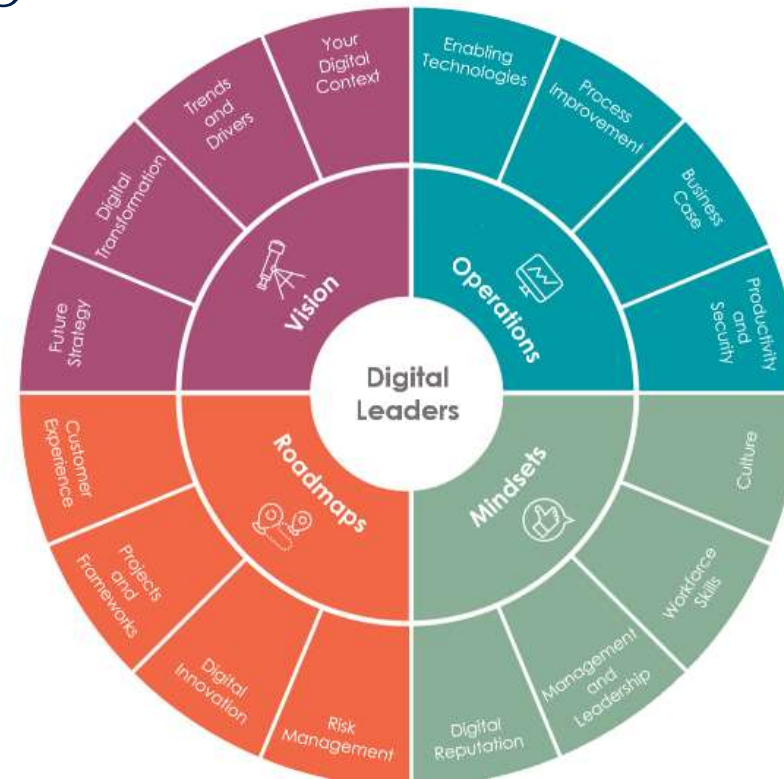 Your
Digital
Context
Trends
and
Drivers
Digital
Transformation
Future
Strategy
Vision
Enabling
Technologies
Process
Improvement
Business
Case
Productivity
and
Security
Operations
Digital
Leaders
Customer
Experience
Projects
and
Frameworks
Digital
Innovation
Risk
Management
Roadmaps
Culture
Workforce
Skills
Management
and
Leadership
Digital
Reputation
Mindsets